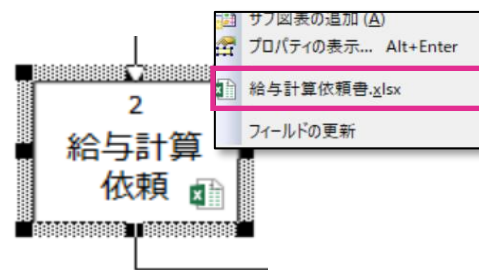 サブ図表の追加 (A)
プロパティの表示... Alt+Enter
給与計算依頼書.xlsx
フィールドの更新
2
給与計算
依頼